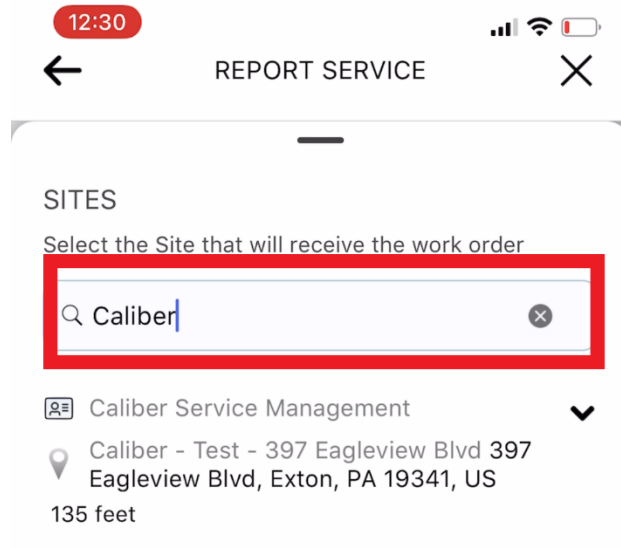 12:30
REPORT SERVICE
SITES
Select the Site that will receive the work order
Caliber
Caliber Service Management
Caliber - Test - 397 Eagleview Blvd 397
Eagleview Blvd, Exton, PA 19341, US
135 feet